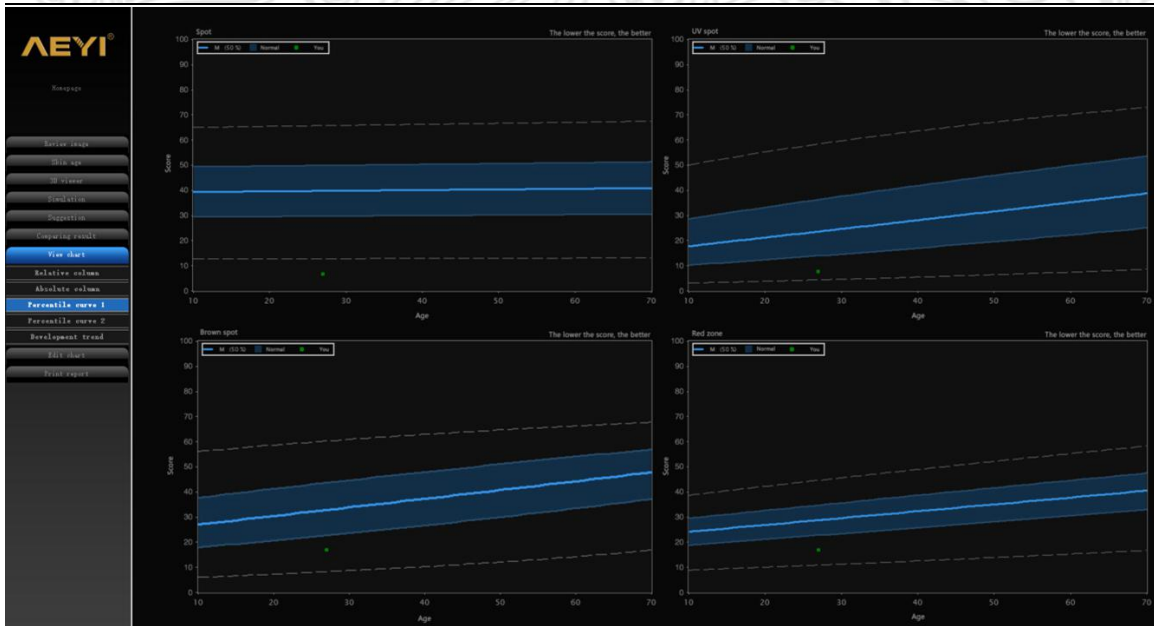 AEYI®
Homepage
Review image
Skin age
3D viewer
Simulation
Suggestion
Comparing result
View chart
Relative column
Absolute column
Percentile curve 1
Percentile curve 2
Development trend
Edit chart
Print report
Spot
The lower the score, the better
M (50 %) Normal You
100
90
80
70
60
50
40
30
20
10
0
Score
10 20 30 40 50 60 70
Age
UV spot
The lower the score, the better
M (50 %) Normal You
100
90
80
70
60
50
40
30
20
10
0
Score
10 20 30 40 50 60 70
Age
Brown spot
The lower the score, the better
M (50 %) Normal You
100
90
80
70
60
50
40
30
20
10
0
Score
10 20 30 40 50 60 70
Age
Red zone
The lower the score, the better
M (50 %) Normal You
100
90
80
70
60
50
40
30
20
10
0
Score
10 20 30 40 50 60 70
Age